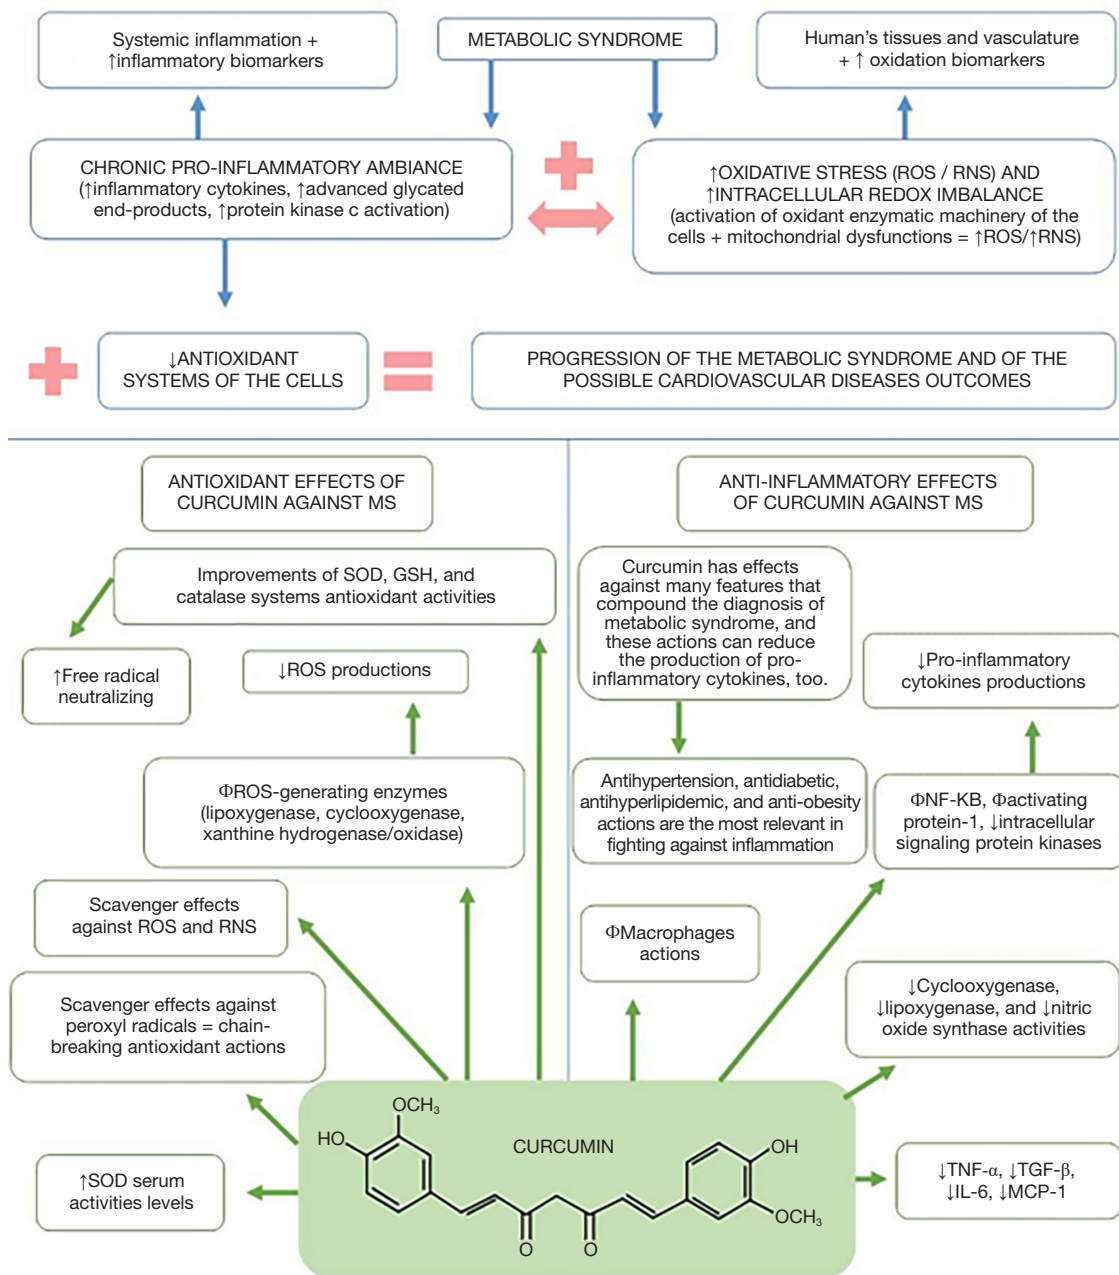 Systemic inflammation +
↑inflammatory biomarkers
METABOLIC SYNDROME
Human's tissues and vasculature
+ ↑ oxidation biomarkers
CHRONIC PRO-INFLAMMATORY AMBIANCE
(↑inflammatory cytokines, ↑advanced glycated
end-products, ↑protein kinase c activation)
↑OXIDATIVE STRESS (ROS / RNS) AND
↑INTRACELLULAR REDOX IMBALANCE
(activation of oxidant enzymatic machinery of the
cells + mitochondrial dysfunctions = ↑ROS/↑RNS)
↓ANTIOXIDANT
SYSTEMS OF THE CELLS
PROGRESSION OF THE METABOLIC SYNDROME AND OF THE
POSSIBLE CARDIOVASCULAR DISEASES OUTCOMES
ANTIOXIDANT EFFECTS OF
CURCUMIN AGAINST MS
Improvements of SOD, GSH, and
catalase systems antioxidant activities
↑Free radical
neutralizing
↓ROS productions
ΦROS-generating enzymes
(lipoxygenase, cyclooxygenase,
xanthine hydrogenase/oxidase)
Scavenger effects
against ROS and RNS
Scavenger effects against
peroxyl radicals = chain-
breaking antioxidant actions
↑SOD serum
activities levels
ANTI-INFLAMMATORY EFFECTS
OF CURCUMIN AGAINST MS
Curcumin has effects
against many features that
compound the diagnosis of
metabolic syndrome, and
these actions can reduce
the production of pro-
inflammatory cytokines, too.
↓Pro-inflammatory
cytokines productions
Antihypertension, antidiabetic,
antihyperlipidemic, and anti-obesity
actions are the most relevant in
fighting against inflammation
ΦNF-KB, Φactivating
protein-1, ↓intracellular
signaling protein kinases
ΦMacrophages
actions
↓Cyclooxygenase,
↓lipoxygenase, and ↓nitric
oxide synthase activities
↓TNF-α, ↓TGF-β,
↓IL-6, ↓MCP-1
CURCUMIN
OCH₃
HO
OH
OCH₃
O
O